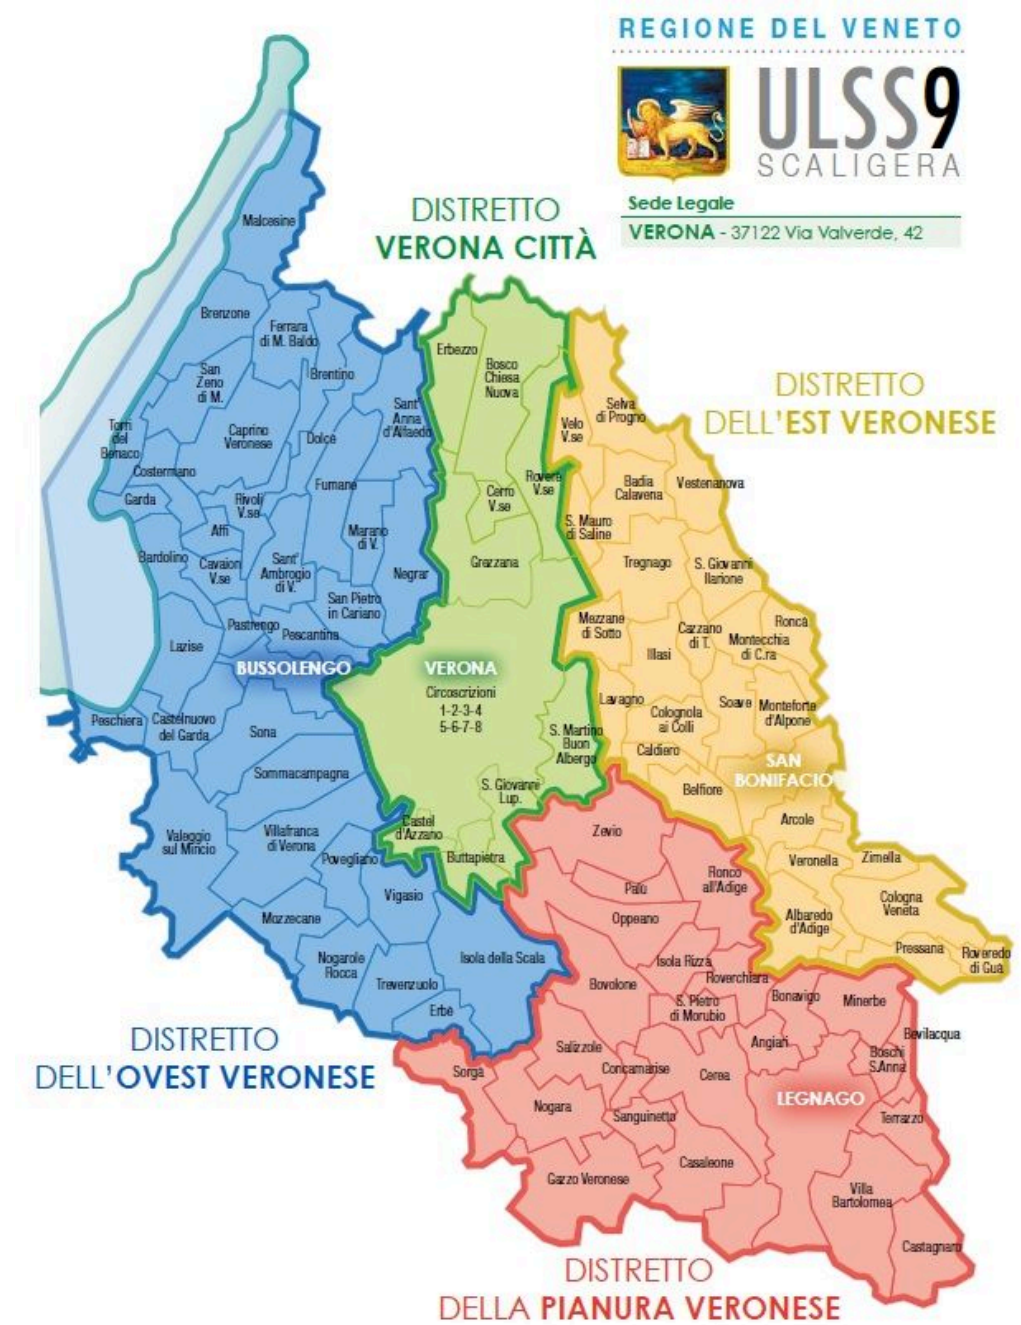 REGIONE DEL VENETO
ULSS9
SCALIGERA
Sede Legale
VERONA - 37122 Via Valverde, 42
DISTRETTO
VERONA CITTÀ
DISTRETTO
DELL'EST VERONESE
DISTRETTO
DELL'OVEST VERONESE
DISTRETTO
DELLA PIANURA VERONESE
Malcesine
Brenzone
Ferrara
di M. Baldo
San
Zeno
di M.
Brentino
Sant'
Anna
d'Alfaedo
Torri
del
Benaco
Caprino
Veronese
Dolcè
Costermano
Fumane
Garda
Rivoli
V.se
Affi
Marano
di V.
Bardolino
Cavaion
V.se
Sant'
Ambrogio
di V.
Negrar
San Pietro
in Cariano
Pastrengo
Pescantina
Lazise
BUSSOLENGO
Peschiera
Castelnuovo
del Garda
Sona
Sommacampagna
Valeggio
sul Mincio
Villafranca
di Verona
Povegliano
Vigasio
Mozzecane
Nogarole
Rocca
Isola della Scala
Trevenzuolo
Erbè
Erbezzo
Bosco
Chiesa
Nuova
Roverè
V.se
Cerro
V.se
Grezzana
VERONA
Circoscrizioni
1-2-3-4
5-6-7-8
S. Martino
Buon
Albergo
S. Giovanni
Lup.
Castel
d'Azzano
Buttapietra
Selva
di Progno
Velo
V.se
Badia
Calavena
Vestenanova
S. Mauro
di Saline
Tregnago
S. Giovanni
Ilarione
Mezzane
di Sotto
Cazzano
di T.
Roncà
Montecchia
di C.ra
Illasi
Lavagno
Colognola
ai Colli
Soave
Monteforte
d'Alpone
Caldiero
SAN
BONIFACIO
Belfiore
Arcole
Veronella
Zimella
Cologna
Veneta
Albaredo
d'Adige
Pressana
Roveredo
di Guà
Zevio
Ronco
all'Adige
Palù
Oppeano
Isola Rizza
Roverchiara
Bovolone
S. Pietro
di Morubio
Bonavigo
Minerbe
Bevilacqua
Angiari
Boschi
S.Anna
Salizzole
Concamarise
Cerea
Sorgà
LEGNAGO
Nogara
Sanguinetto
Terrazzo
Casaleone
Gazzo Veronese
Villa
Bartolomea
Castagnaro